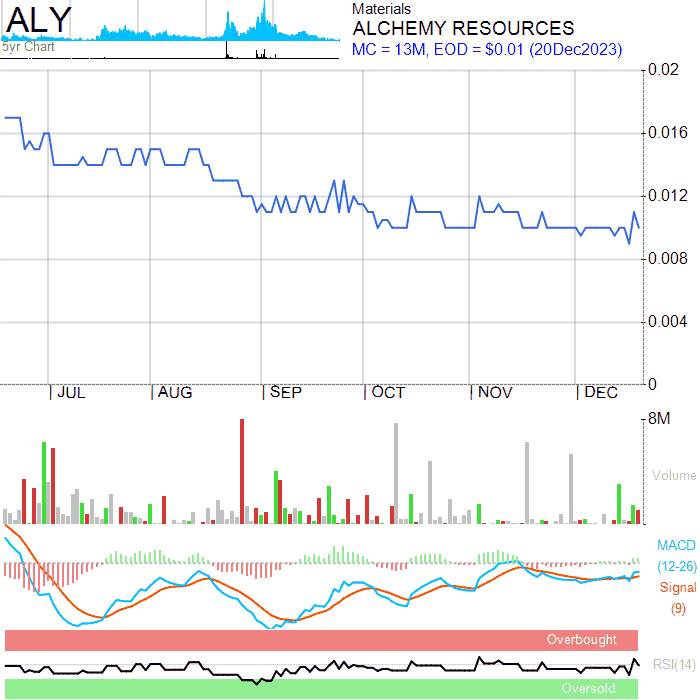 ALY
5yr Chart
Materials
ALCHEMY RESOURCES
MC = 13M, EOD = $0.01 (20Dec2023)
0.02
0.016
0.012
0.008
0.004
0
JUL AUG SEP OCT NOV DEC
8M
Volume
MACD
(12-26)
Signal
(9)
Overbought
RSI(14)
Oversold